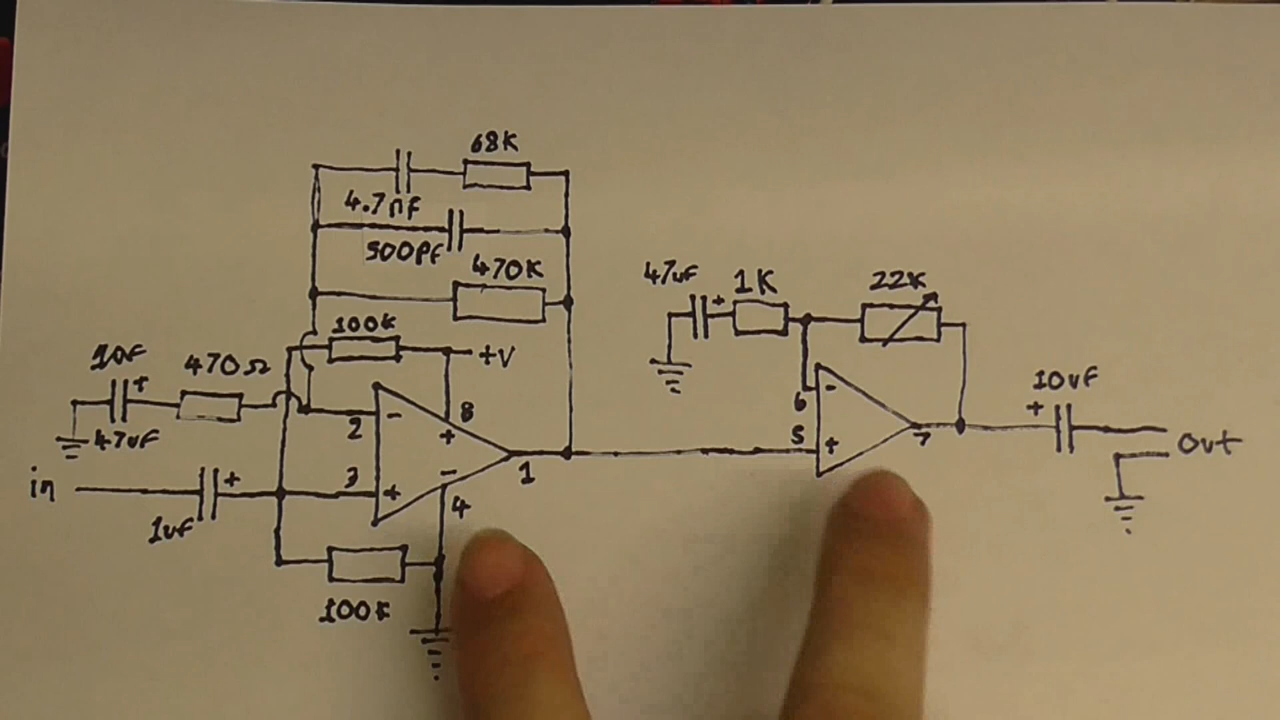 68K
4.7nF
500PF
470K
100K
+V
10F
+
470Ω
47uF
2
-
8
+
3
+
-
4
1
in
+
1uF
100K
47uF
+
1K
22K
6
-
5
+
7
10uF
+
out